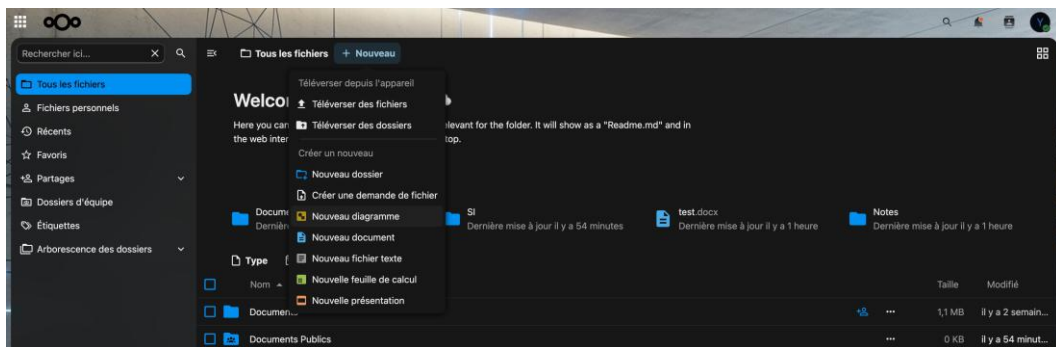 Y
Rechercher ici...
Tous les fichiers
Nouveau
Tous les fichiers
Fichiers personnels
Récents
Favoris
Partages
Dossiers d'équipe
Étiquettes
Arborescence des dossiers
Téléverser depuis l'appareil
Téléverser des fichiers
Téléverser des dossiers
Créer un nouveau
Nouveau dossier
Créer une demande de fichier
Nouveau diagramme
Nouveau document
Nouveau fichier texte
Nouvelle feuille de calcul
Nouvelle présentation
Welco
Here you can
levant for the folder. It will show as a "Readme.md" and in
the web inter
top.
Docume
Dernièr
SI
Dernière mise à jour il y a 54 minutes
test.docx
Dernière mise à jour il y a 1 heure
Notes
Dernière mise à jour il y a 1 heure
Type
Nom
Taille
Modifié
Documents
1,1 MB
il y a 2 semain...
Documents Publics
0 KB
il y a 54 minut...